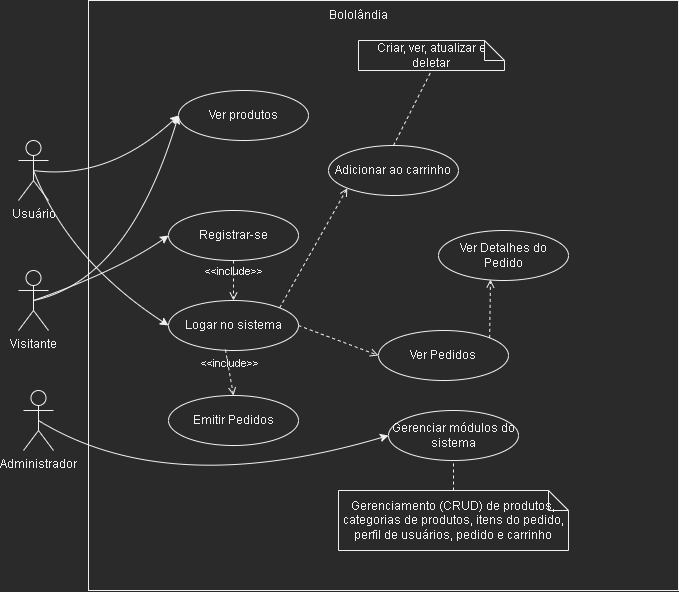 Bololândia
Criar, ver, atualizar e
deletar
Ver produtos
Adicionar ao carrinho
Usuário
Registrar-se
Ver Detalhes do
Pedido
<<include>>
Logar no sistema
Visitante
Ver Pedidos
<<include>>
Emitir Pedidos
Gerenciar módulos do
sistema
Administrador
Gerenciamento (CRUD) de produtos,
categorias de produtos, itens do pedido,
perfil de usuários, pedido e carrinho